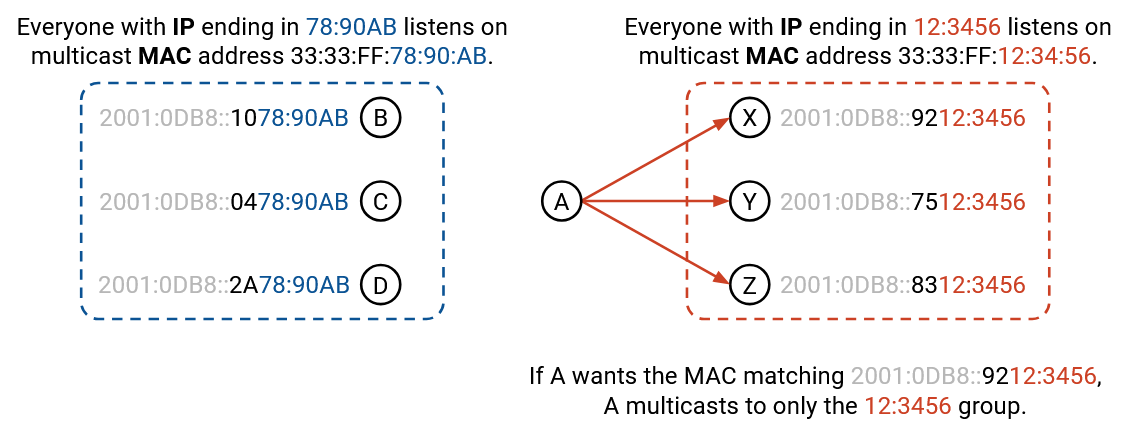 Everyone with IP ending in 78:90AB listens on
multicast MAC address 33:33:FF:78:90:AB.
2001:0DB8::1078:90AB B
2001:0DB8::0478:90AB C
2001:0DB8::2A78:90AB D
Everyone with IP ending in 12:3456 listens on
multicast MAC address 33:33:FF:12:34:56.
A
X 2001:0DB8::9212:3456
Y 2001:0DB8::7512:3456
Z 2001:0DB8::8312:3456
If A wants the MAC matching 2001:0DB8::9212:3456,
A multicasts to only the 12:3456 group.